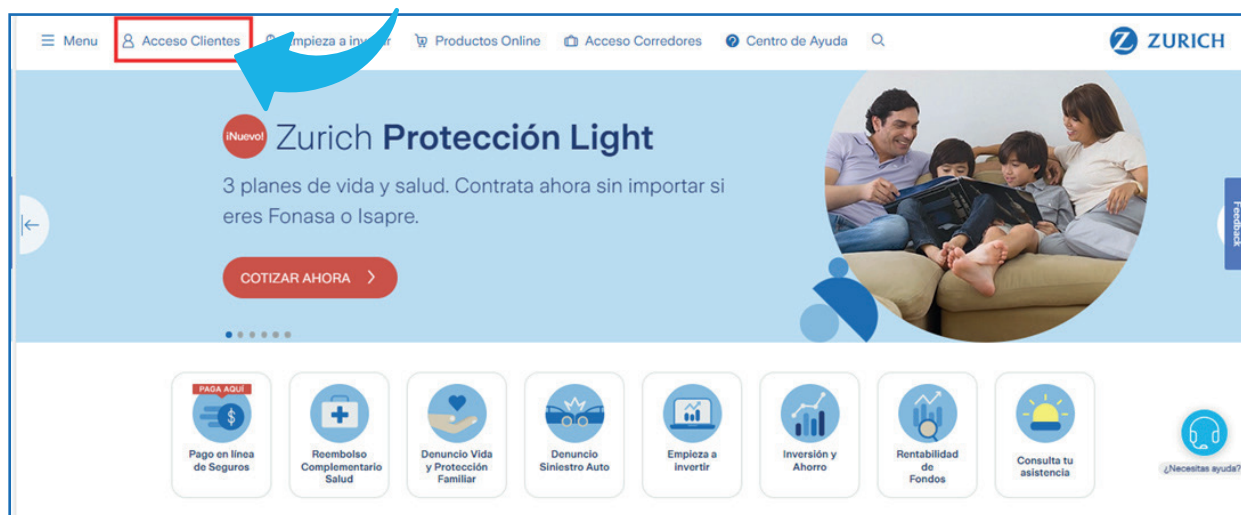 Menu
Acceso Clientes
Empieza a invertir
Productos Online
Acceso Corredores
Centro de Ayuda
ZURICH
¡Nuevo!
Zurich Protección Light
3 planes de vida y salud. Contrata ahora sin importar si
eres Fonasa o Isapre.
COTIZAR AHORA
Feedback
PAGA AQUÍ
Pago en línea
de Seguros
Reembolso
Complementario
Salud
Denuncio Vida
y Protección
Familiar
Denuncio
Siniestro Auto
Empieza a
invertir
Inversión y
Ahorro
Rentabilidad
de
Fondos
Consulta tu
asistencia
¿Necesitas ayuda?